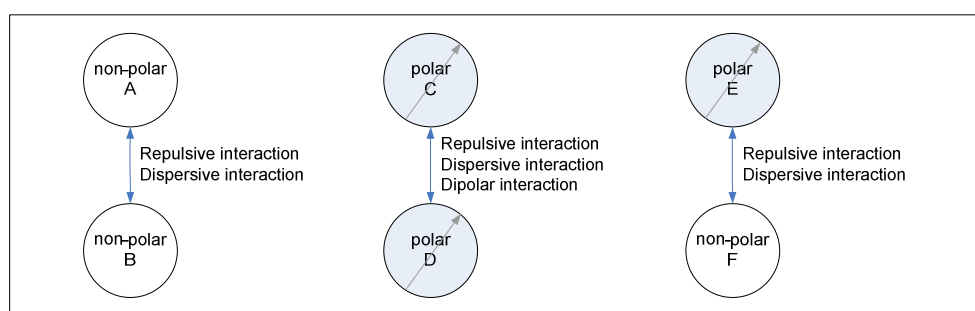 non-polar
A
Repulsive interaction
Dispersive interaction
non-polar
B
polar
C
Repulsive interaction
Dispersive interaction
Dipolar interaction
polar
D
polar
E
Repulsive interaction
Dispersive interaction
non-polar
F